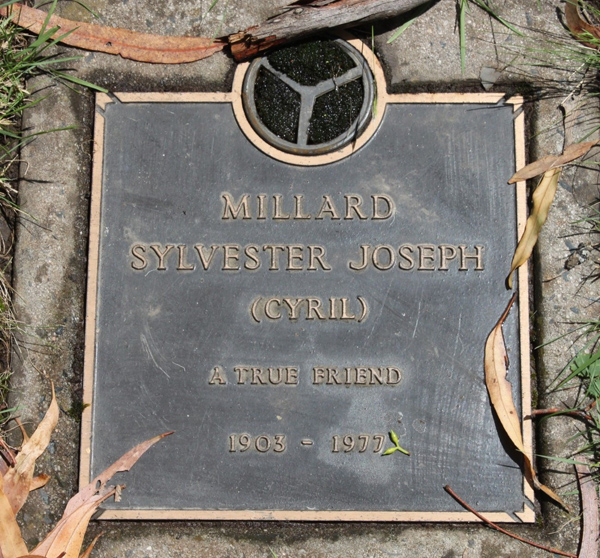 MILLARD
SYLVESTER JOSEPH
(CYRIL)
A TRUE FRIEND
1903 - 1977